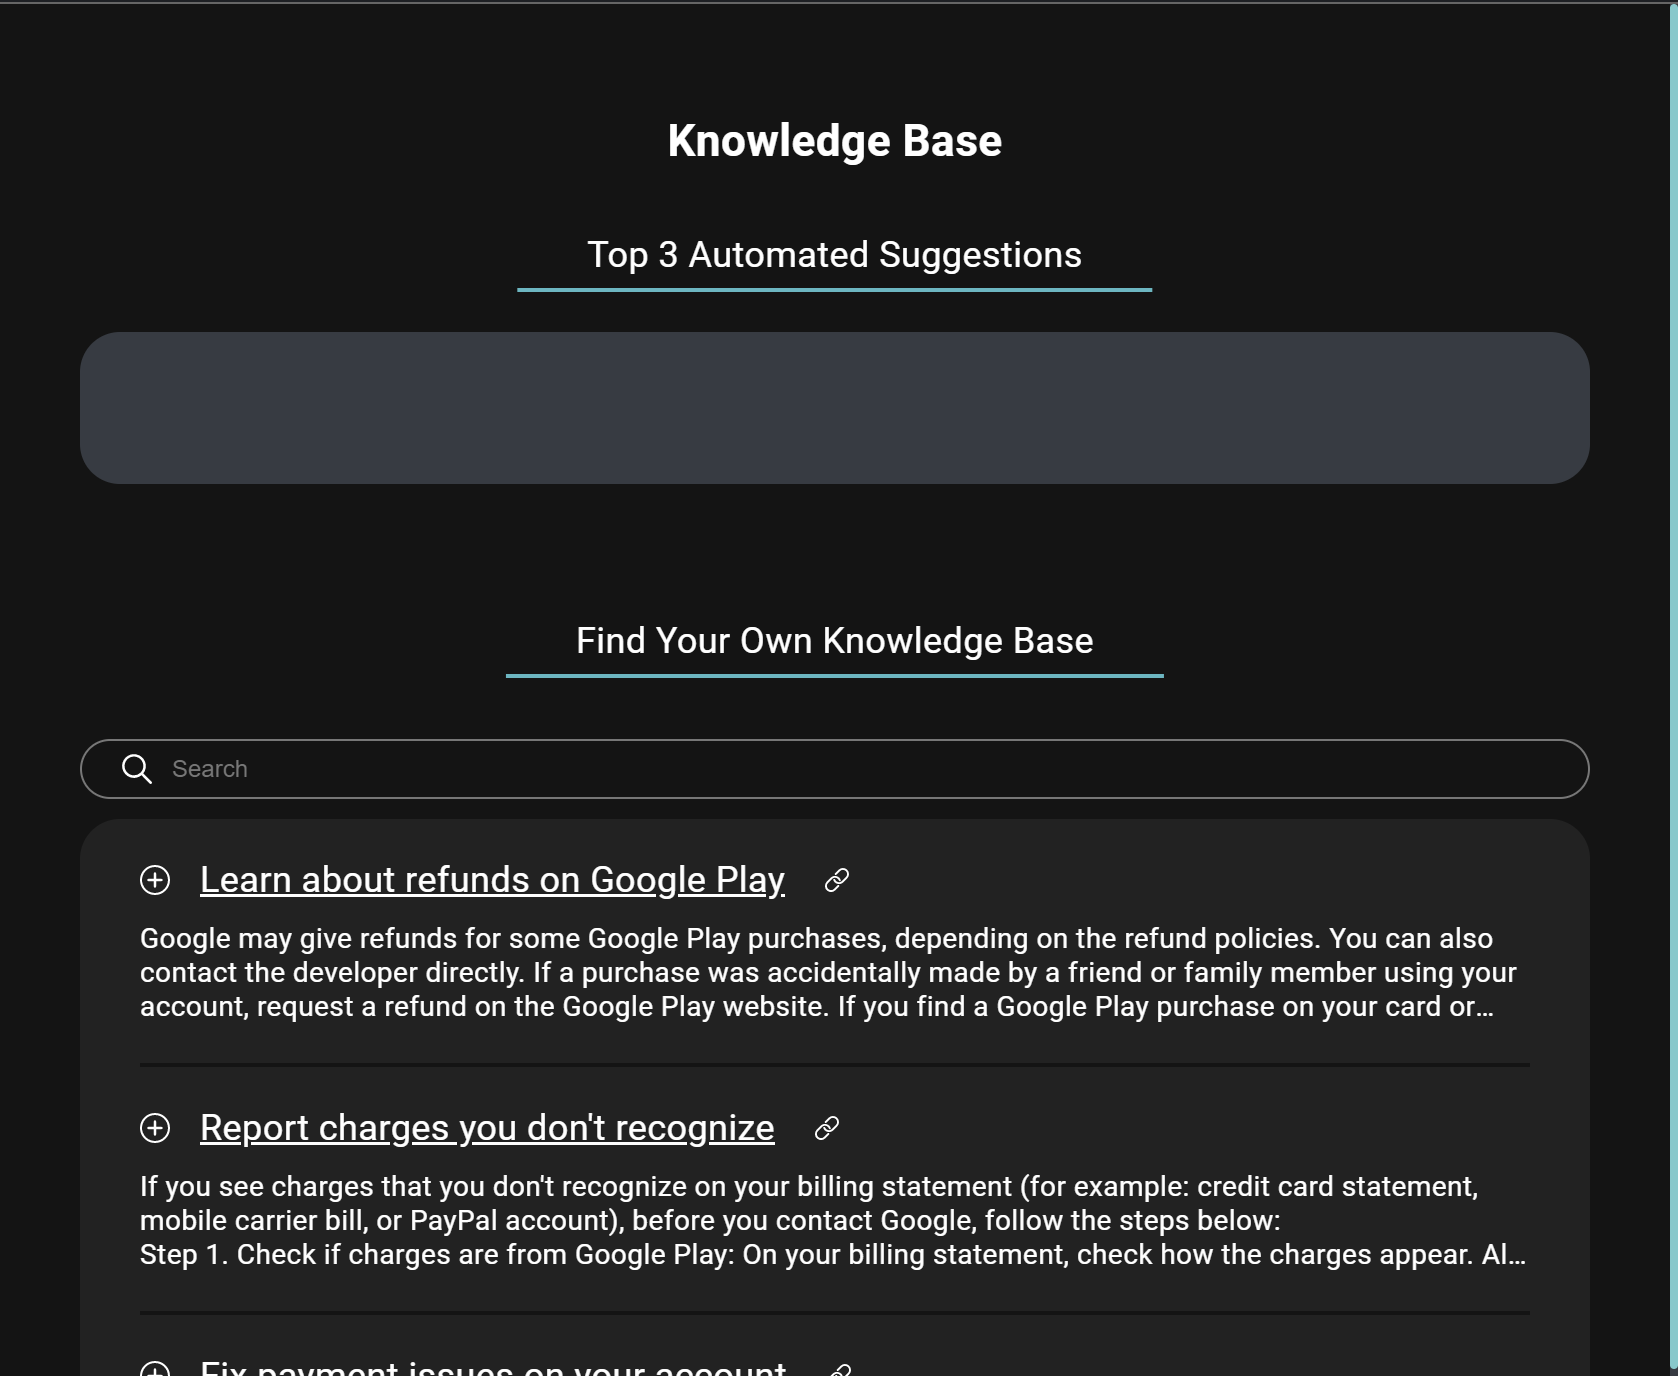 Knowledge Base
Top 3 Automated Suggestions
Find Your Own Knowledge Base
Search
Learn about refunds on Google Play
Google may give refunds for some Google Play purchases, depending on the refund policies. You can also
contact the developer directly. If a purchase was accidentally made by a friend or family member using your
account, request a refund on the Google Play website. If you find a Google Play purchase on your card or…
Report charges you don't recognize
If you see charges that you don't recognize on your billing statement (for example: credit card statement,
mobile carrier bill, or PayPal account), before you contact Google, follow the steps below:
Step 1. Check if charges are from Google Play: On your billing statement, check how the charges appear. Al…
Fix payment issues on your account